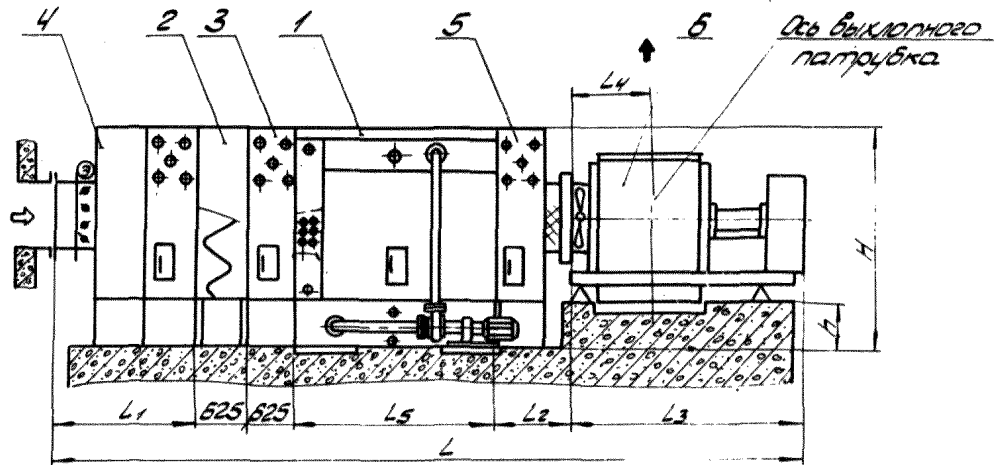 4 2 3 1 5 6 Ось выхлопного
патрубка
L4
H
h
L1 625 625 L5 L2 L3
L